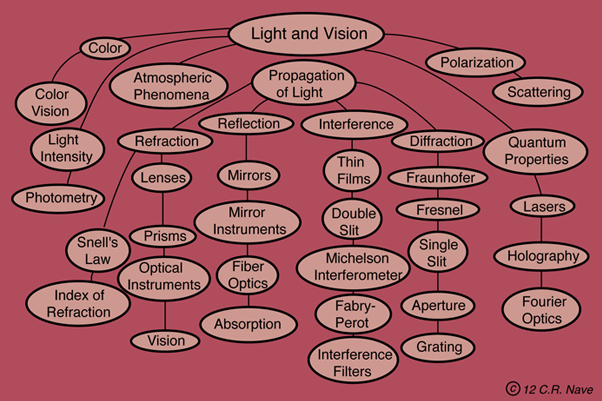 Light and Vision
Color
Polarization
Atmospheric
Phenomena
Propagation
of Light
Color
Vision
Scattering
Light
Intensity
Refraction
Reflection
Interference
Diffraction
Quantum
Properties
Photometry
Lenses
Mirrors
Thin
Films
Fraunhofer
Lasers
Snell's
Law
Prisms
Mirror
Instruments
Double
Slit
Fresnel
Holography
Index of
Refraction
Optical
Instruments
Fiber
Optics
Michelson
Interferometer
Single
Slit
Fourier
Optics
Vision
Absorption
Fabry-
Perot
Aperture
Interference
Filters
Grating
© 12 C.R. Nave